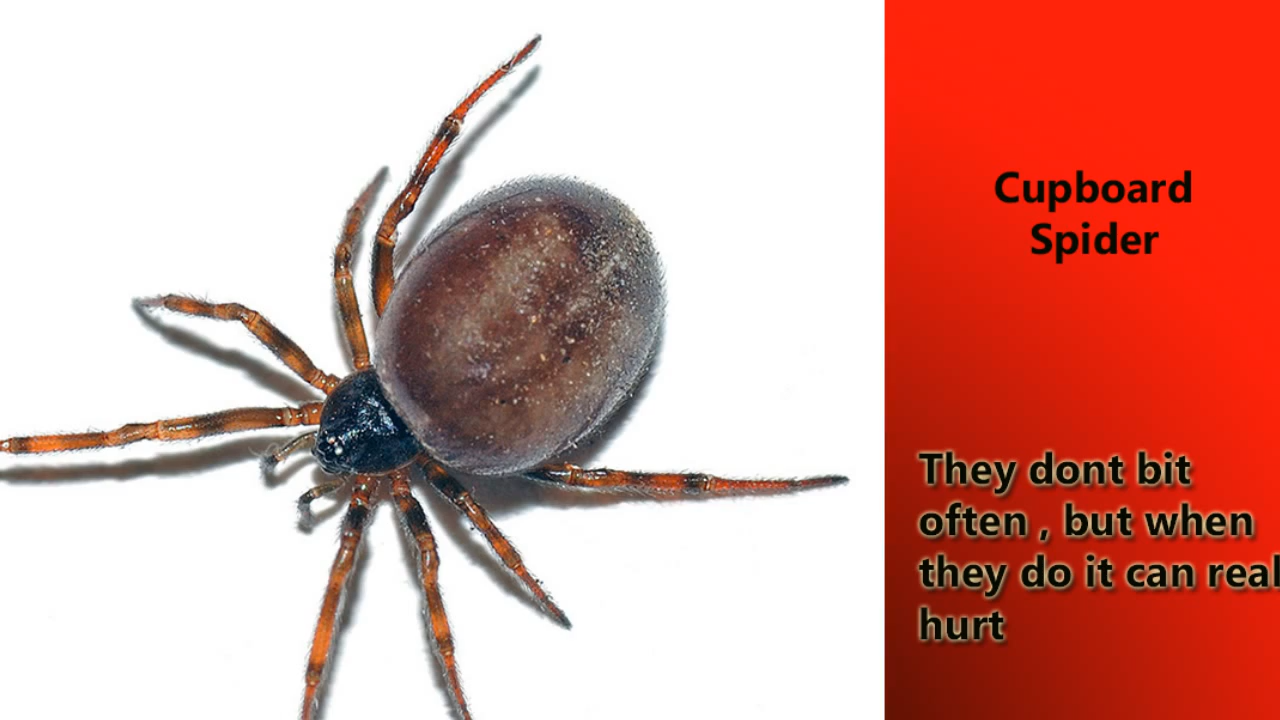 Cupboard
Spider
They dont bit
often , but when
they do it can real
hurt